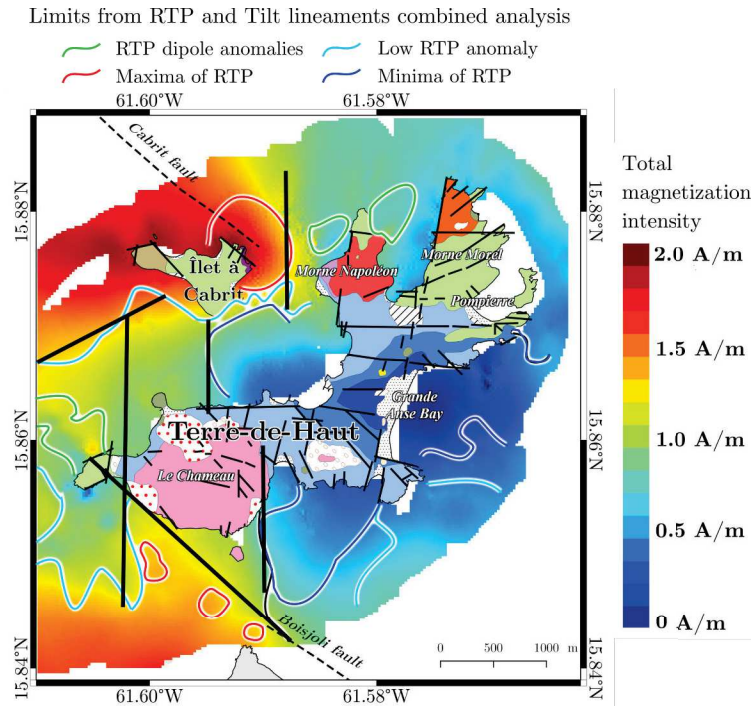 Limits from RTP and Tilt lineaments combined analysis
RTP dipole anomalies
Low RTP anomaly
Maxima of RTP
Minima of RTP
61.60°W
61.58°W
Cabrit fault
15.88°N
15.88°N
Îlet à
Cabrit
Morne Napoléon
Morne Morel
Pompierre
Grande
Anse Bay
Terre-de-Haut
Le Chameau
15.86°N
15.86°N
Boisjoli fault
0 500 1000 m
15.84°N
15.84°N
61.60°W
61.58°W
Total
magnetization
intensity
2.0 A/m
1.5 A/m
1.0 A/m
0.5 A/m
0 A/m